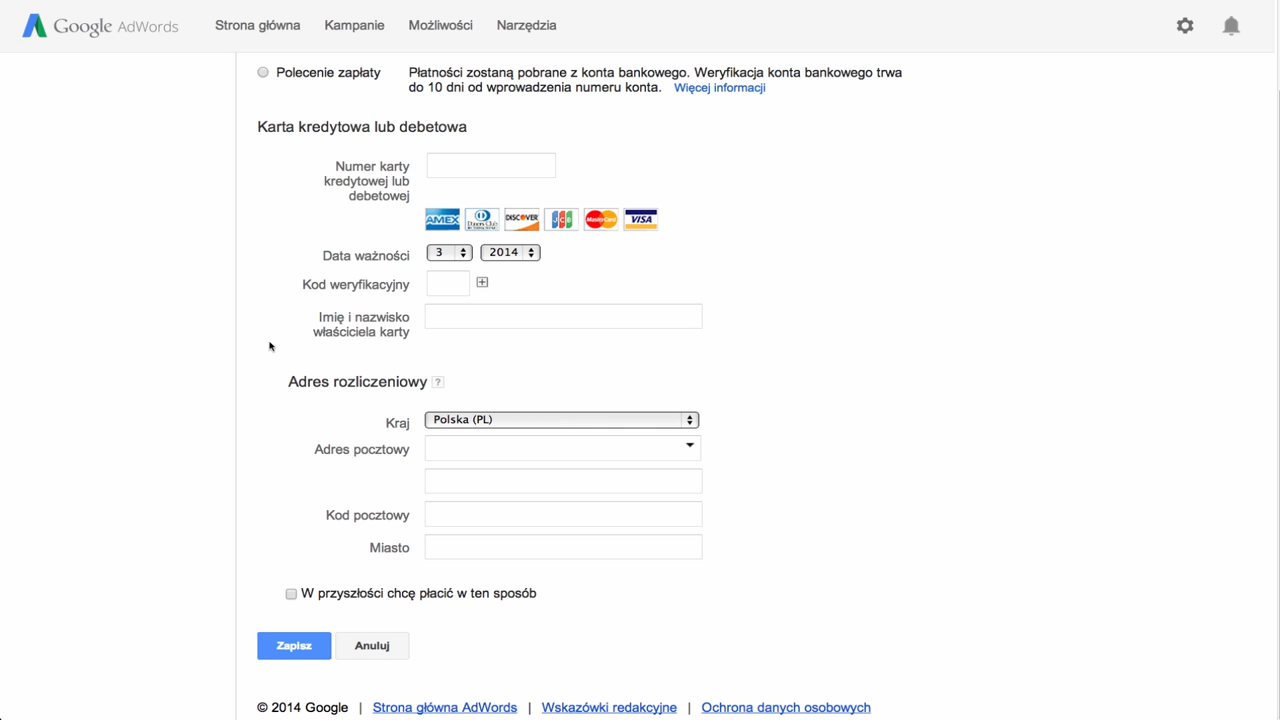 Google AdWords Strona główna Kampanie Możliwości Narzędzia
Polecenie zapłaty Płatności zostaną pobrane z konta bankowego. Weryfikacja konta bankowego trwa
do 10 dni od wprowadzenia numeru konta. Więcej informacji
Karta kredytowa lub debetowa
Numer karty
kredytowej lub
debetowej
AMEX Diners Club DISCOVER JCB MasterCard VISA
Data ważności 3 2014
Kod weryfikacyjny
Imię i nazwisko
właściciela karty
Adres rozliczeniowy ?
Kraj Polska (PL)
Adres pocztowy
Kod pocztowy
Miasto
W przyszłości chcę płacić w ten sposób
Zapisz Anuluj
© 2014 Google | Strona główna AdWords | Wskazówki redakcyjne | Ochrona danych osobowych